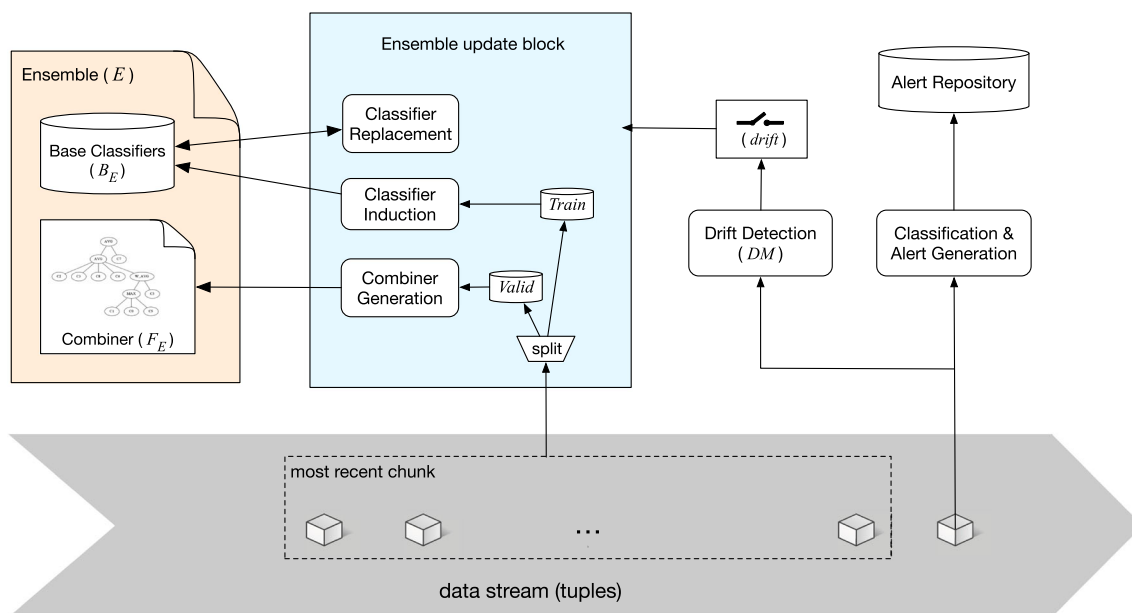 Ensemble update block
Ensemble ( E )
Base Classifiers
( B_E )
Combiner ( F_E )
Classifier
Replacement
Classifier
Induction
Train
Combiner
Generation
Valid
split
( drift )
Drift Detection
( DM )
Alert Repository
Classification &
Alert Generation
most recent chunk
...
data stream (tuples)